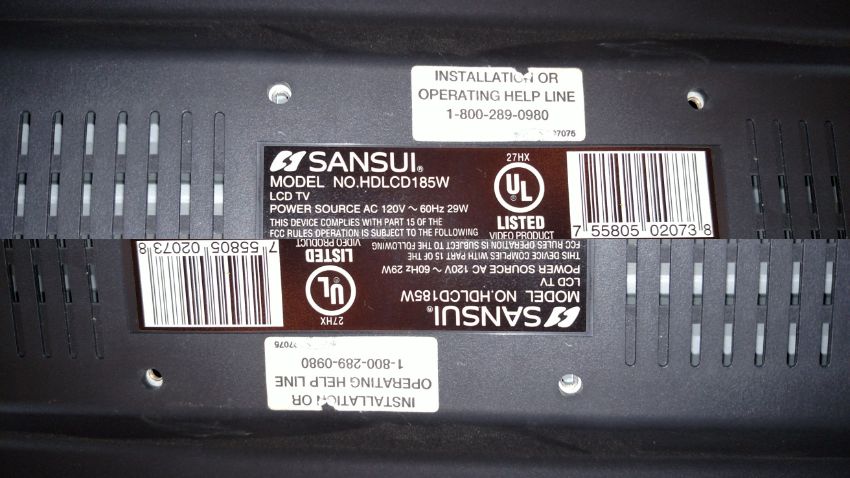 INSTALLATION OR
OPERATING HELP LINE
1-800-289-0980
07076
SANSUI®
MODEL NO.HDLCD185W
LCD TV
POWER SOURCE AC 120V ~ 60Hz 29W
THIS DEVICE COMPLIES WITH PART 15 OF THE
FCC RULES OPERATION IS SUBJECT TO THE FOLLOWING
27HX
UL
LISTED
VIDEO PRODUCT
7 55805 02073 8
7 55805 02073 8
LISTED
VIDEO PRODUCT
UL
27HX
FCC RULES OPERATION IS SUBJECT TO THE FOLLOWING
THIS DEVICE COMPLIES WITH PART 15 OF THE
POWER SOURCE AC 120V ~ 60Hz 29W
LCD TV
MODEL NO.HDLCD185W
SANSUI®
07076
1-800-289-0980
OPERATING HELP LINE
INSTALLATION OR